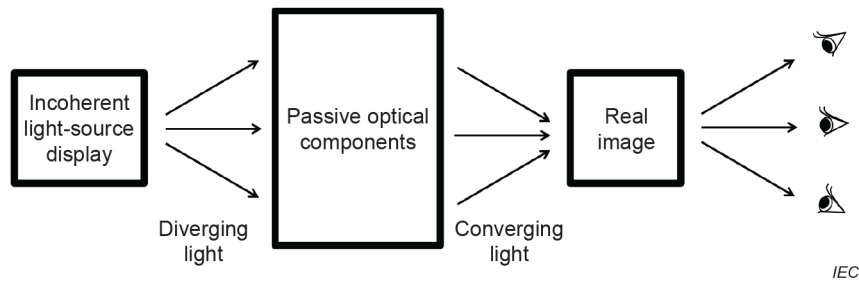 Incoherent
light-source
display
Passive optical
components
Real
image
Diverging
light
Converging
light
IEC